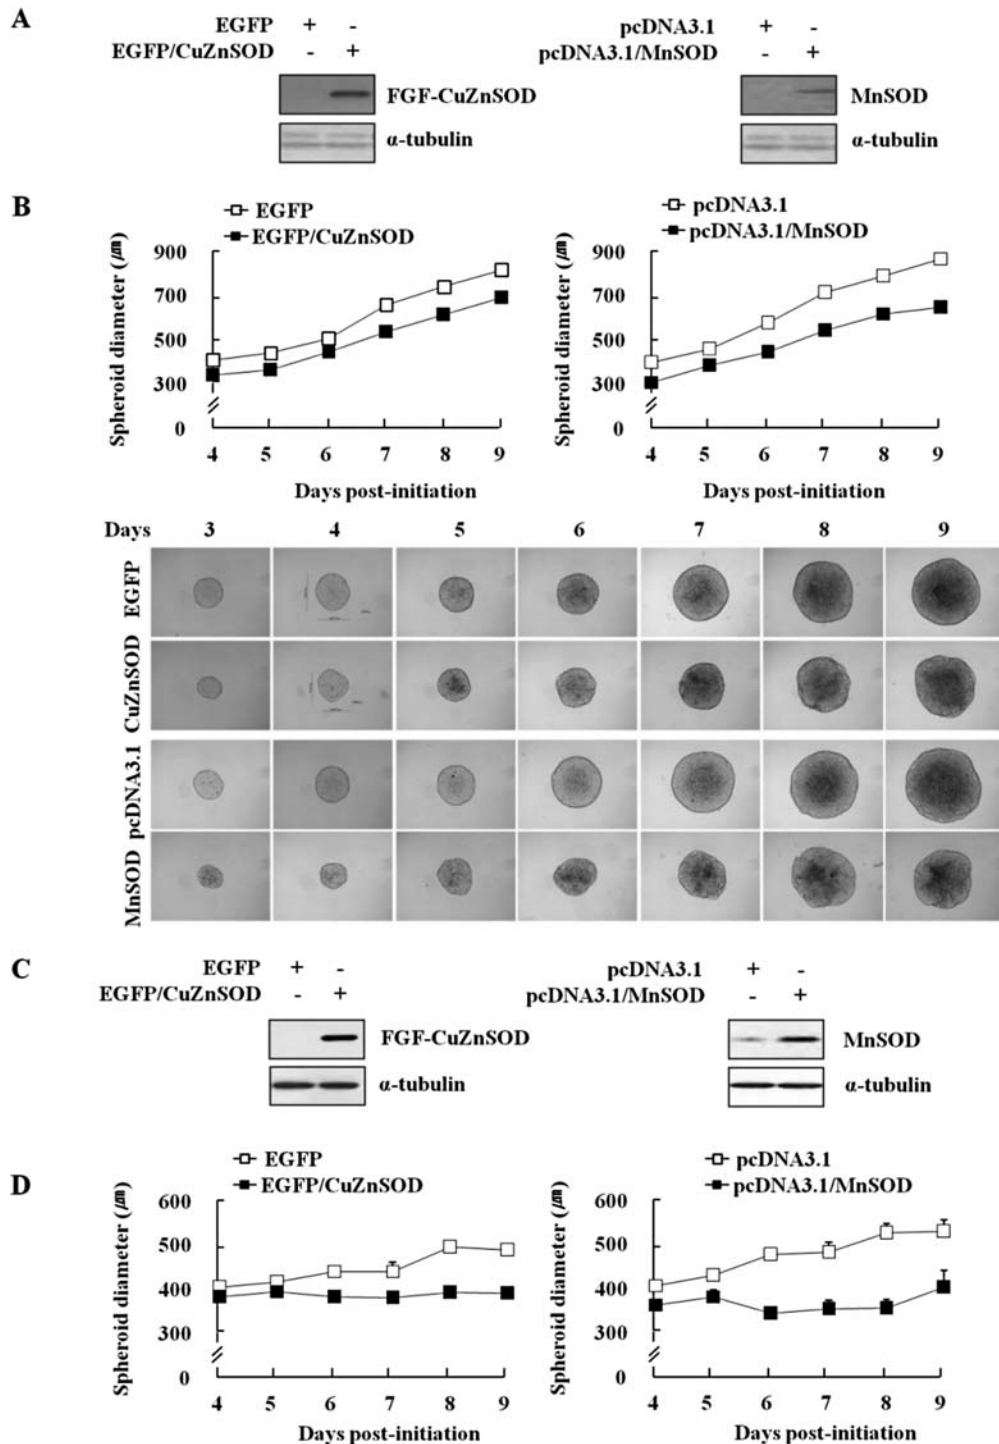 A
EGFP + -
EGFP/CuZnSOD - +
FGF-CuZnSOD
α-tubulin
pcDNA3.1 + -
pcDNA3.1/MnSOD - +
MnSOD
α-tubulin
B
EGFP
EGFP/CuZnSOD
Spheroid diameter (㎛)
900
700
500
300
0
4 5 6 7 8 9
Days post-initiation
pcDNA3.1
pcDNA3.1/MnSOD
Spheroid diameter (㎛)
900
700
500
300
0
4 5 6 7 8 9
Days post-initiation
Days 3 4 5 6 7 8 9
EGFP
CuZnSOD
pcDNA3.1
MnSOD
C
EGFP + -
EGFP/CuZnSOD - +
FGF-CuZnSOD
α-tubulin
pcDNA3.1 + -
pcDNA3.1/MnSOD - +
MnSOD
α-tubulin
D
EGFP
EGFP/CuZnSOD
Spheroid diameter (㎛)
600
500
400
300
0
4 5 6 7 8 9
Days post-initiation
pcDNA3.1
pcDNA3.1/MnSOD
Spheroid diameter (㎛)
600
500
400
300
0
4 5 6 7 8 9
Days post-initiation